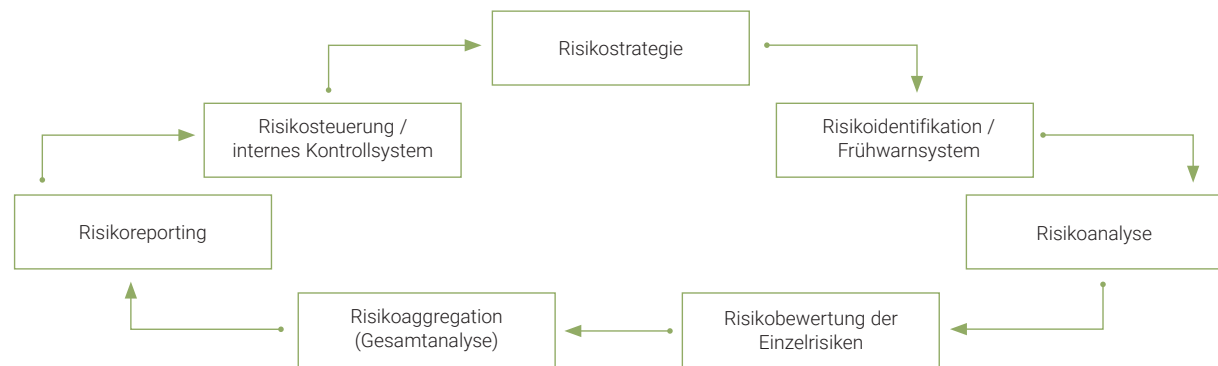 Risikostrategie
Risikosteuerung /
internes Kontrollsystem
Risikoidentifikation /
Frühwarnsystem
Risikoreporting
Risikoanalyse
Risikoaggregation
(Gesamtanalyse)
Risikobewertung der
Einzelrisiken